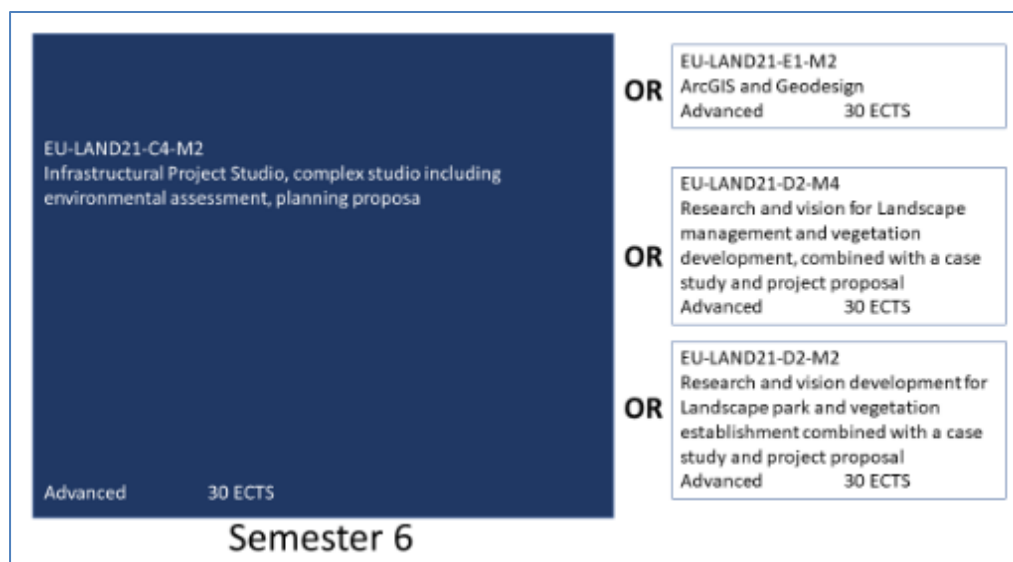 EU-LAND21-C4-M2
Infrastructural Project Studio, complex studio including
environmental assessment, planning proposa
Advanced 30 ECTS
Semester 6
OR
EU-LAND21-E1-M2
ArcGIS and Geodesign
Advanced 30 ECTS
OR
EU-LAND21-D2-M4
Research and vision for Landscape
management and vegetation
development, combined with a case
study and project proposal
Advanced 30 ECTS
OR
EU-LAND21-D2-M2
Research and vision development for
Landscape park and vegetation
establishment combined with a case
study and project proposal
Advanced 30 ECTS